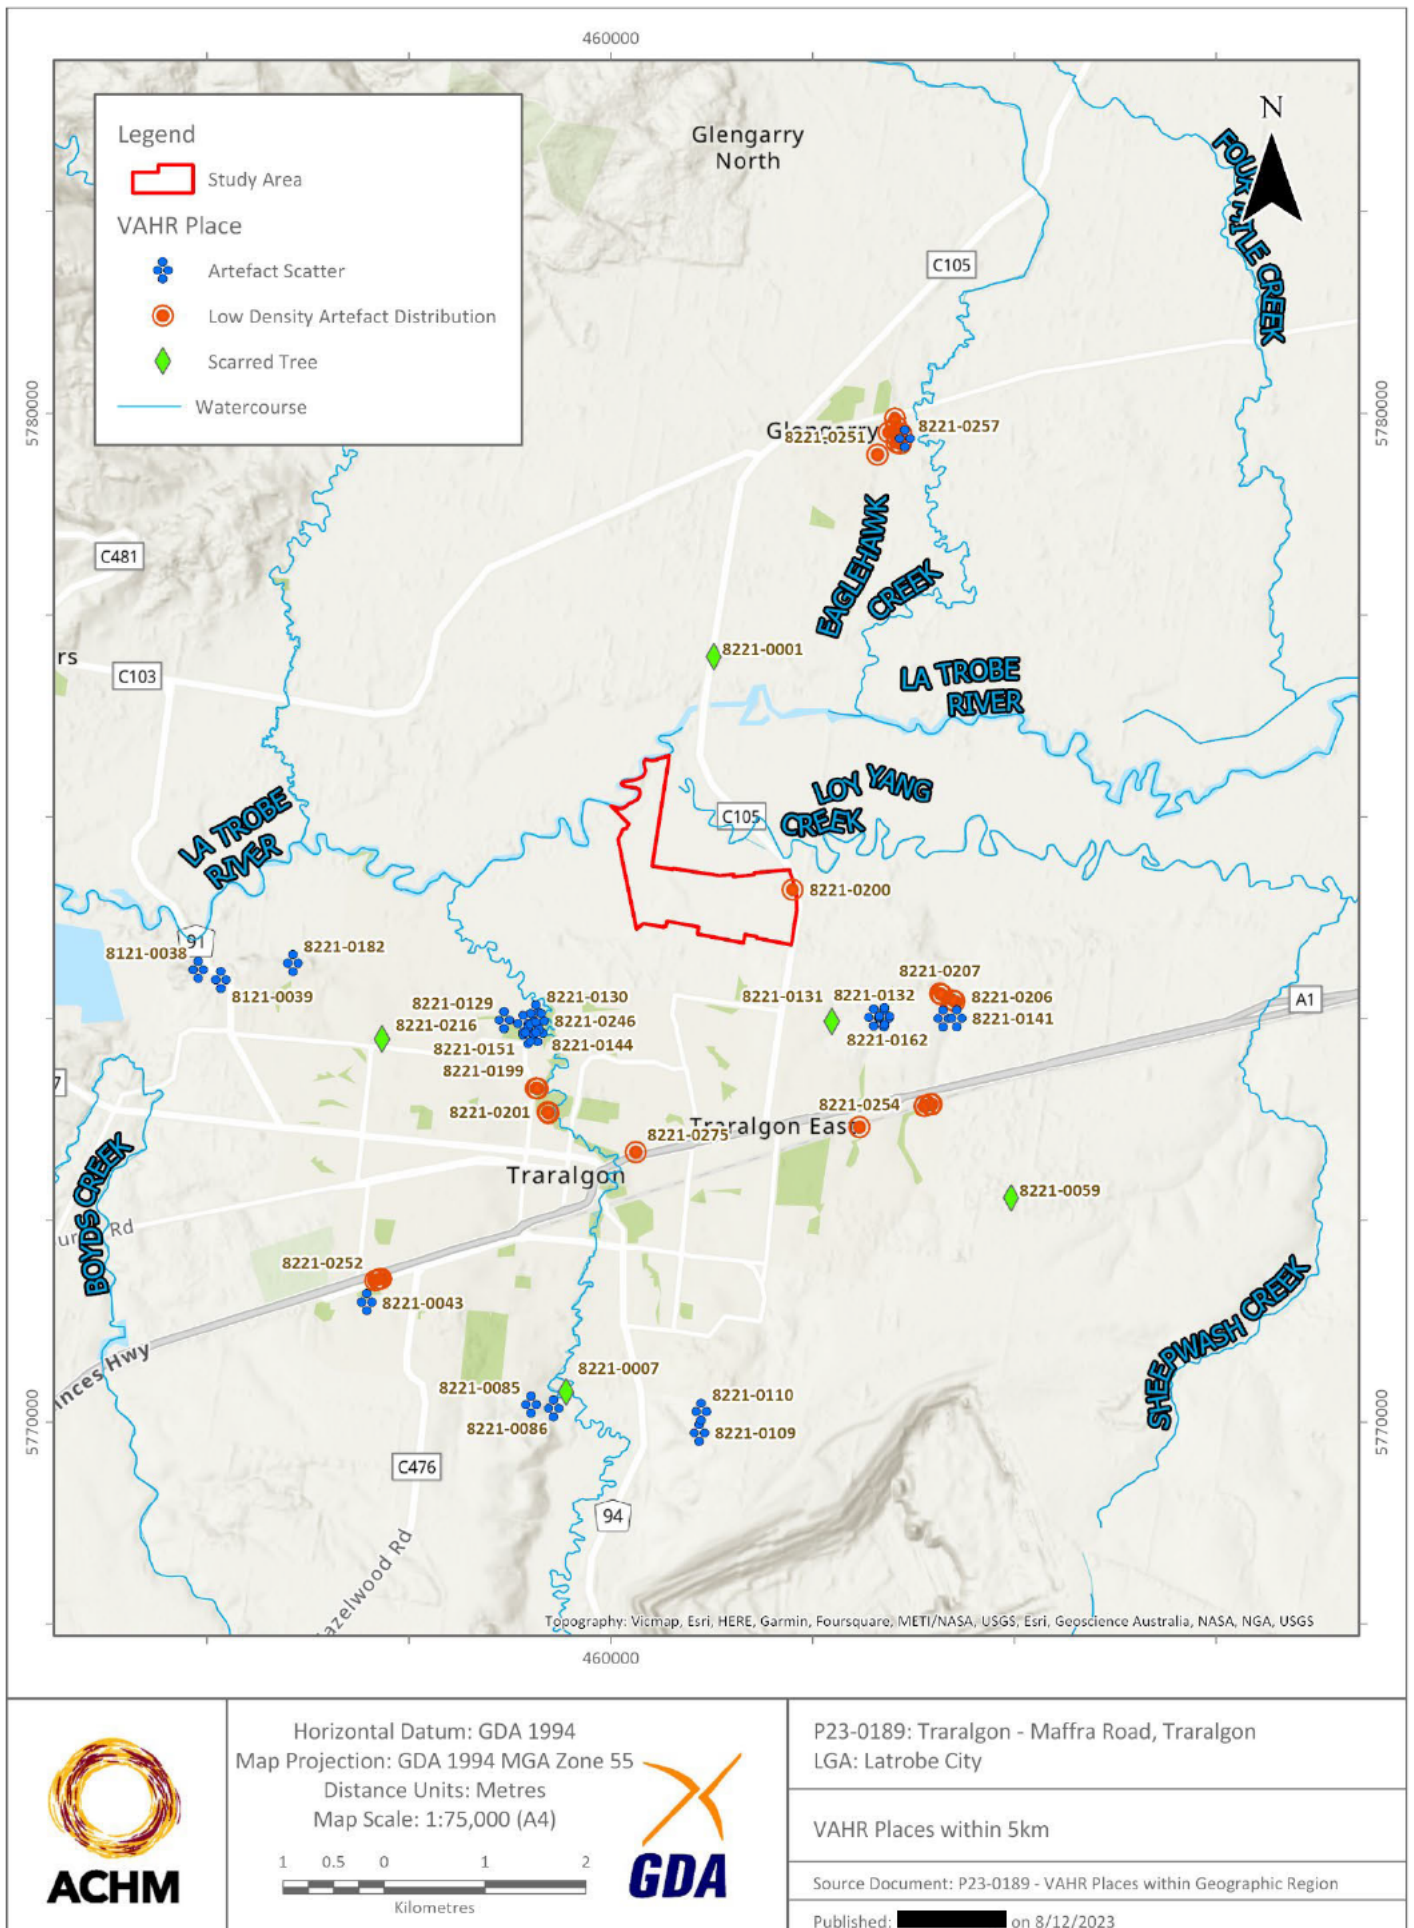 460000
N
Legend
Study Area
VAHR Place
Artefact Scatter
Low Density Artefact Distribution
Scarred Tree
Watercourse
Glengarry
North
FOUR MILE CREEK
C105
5780000
5780000
Glengarry
8221-0257
8221-0251
C481
EAGLEHAWK
CREEK
8221-0001
rs
C103
LA TROBE
RIVER
LOY YANG
CREEK
C105
LA TROBE
RIVER
8221-0200
91
8121-0038
8221-0182
8121-0039
8221-0207
8221-0129
8221-0130
8221-0131
8221-0132
8221-0206
A1
8221-0216
8221-0246
8221-0141
8221-0151
8221-0144
8221-0162
8221-0199
7
8221-0201
8221-0254
8221-0275
Traralgon East
Traralgon
8221-0059
BOYDS CREEK
Rd
8221-0252
8221-0043
SHEEPWASH CREEK
inces Hwy
8221-0007
8221-0085
8221-0110
8221-0086
8221-0109
5770000
5770000
C476
94
azelwood Rd
Topography: Vicmap, Esri, HERE, Garmin, Foursquare, METI/NASA, USGS, Esri, Geoscience Australia, NASA, NGA, USGS
460000
ACHM
Horizontal Datum: GDA 1994
Map Projection: GDA 1994 MGA Zone 55
Distance Units: Metres
Map Scale: 1:75,000 (A4)
1 0.5 0 1 2
Kilometres
GDA
P23-0189: Traralgon - Maffra Road, Traralgon
LGA: Latrobe City
VAHR Places within 5km
Source Document: P23-0189 - VAHR Places within Geographic Region
Published: on 8/12/2023